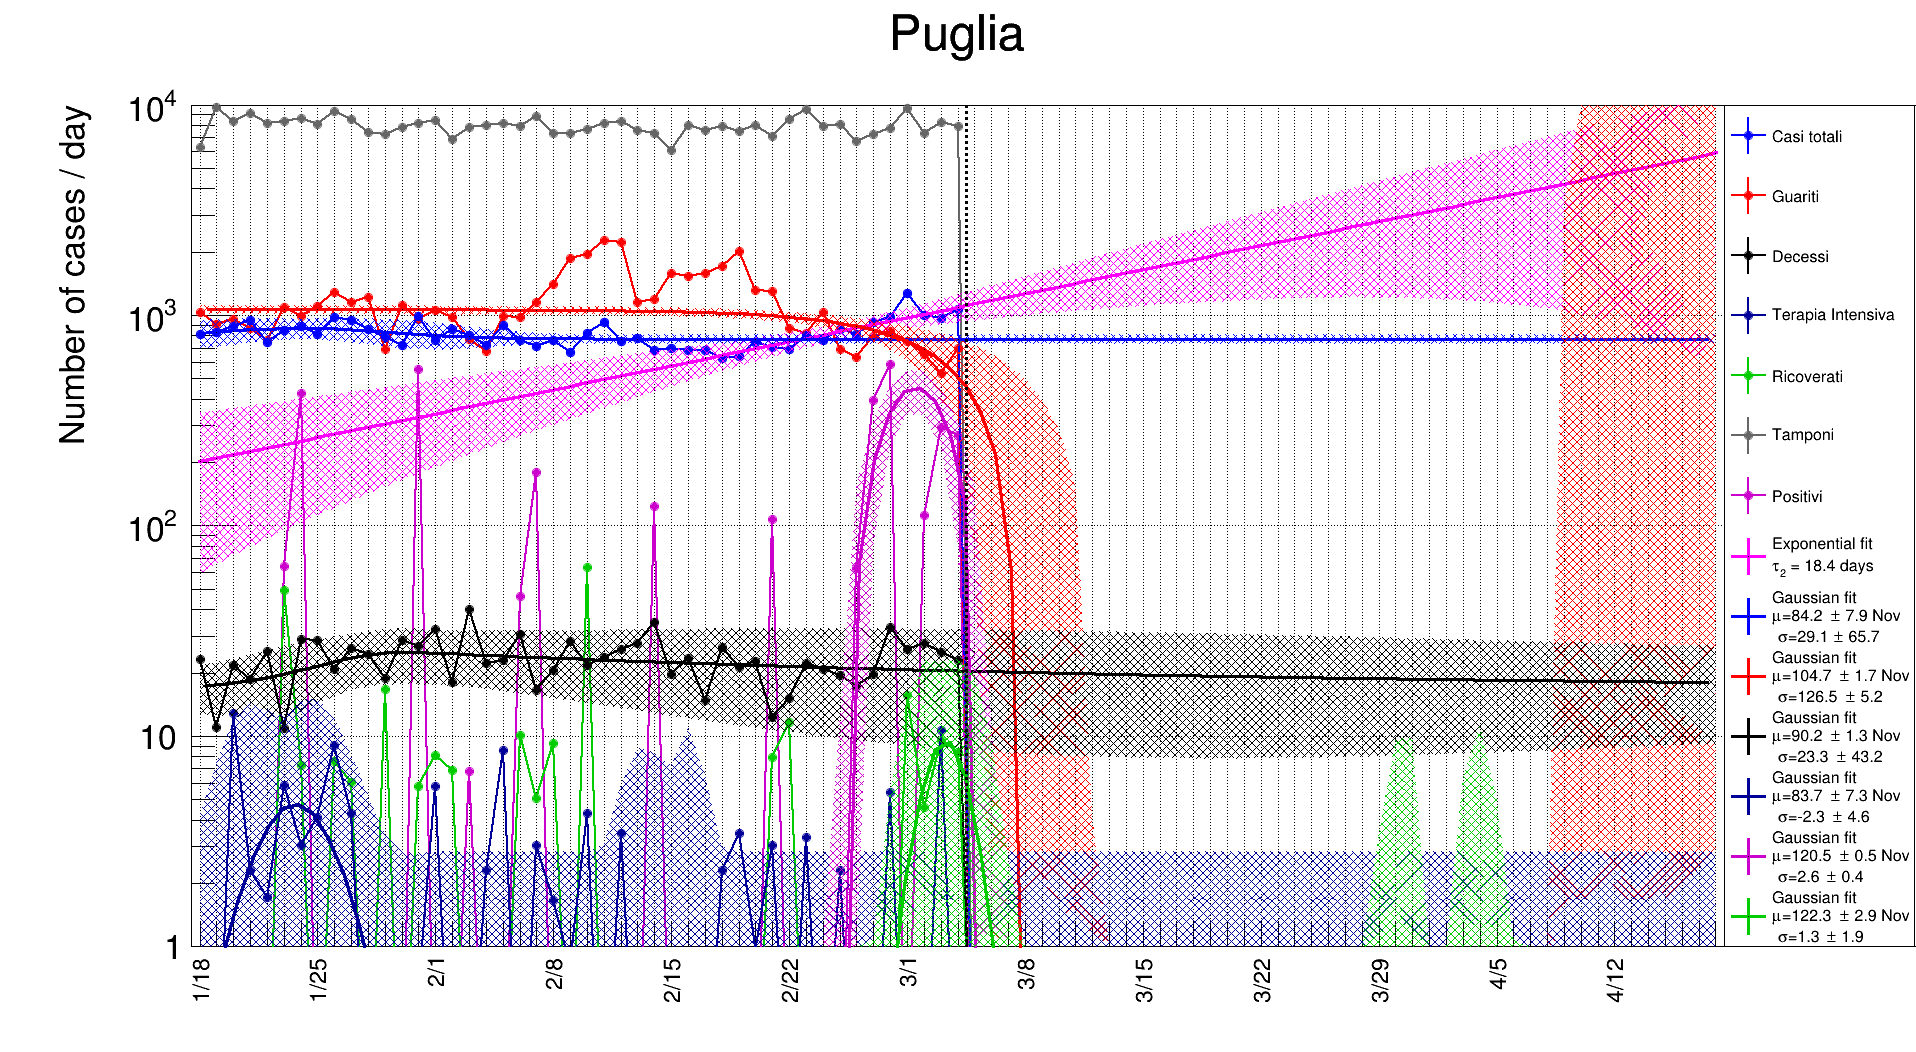 Puglia
Number of cases / day
10⁴
10³
10²
10
1
1/18
1/25
2/1
2/8
2/15
2/22
3/1
3/8
3/15
3/22
3/29
4/5
4/12
Casi totali
Guariti
Decessi
Terapia Intensiva
Ricoverati
Tamponi
Positivi
Exponential fit
τ₂ = 18.4 days
Gaussian fit
μ=84.2 ± 7.9 Nov
σ=29.1 ± 65.7
Gaussian fit
μ=104.7 ± 1.7 Nov
σ=126.5 ± 5.2
Gaussian fit
μ=90.2 ± 1.3 Nov
σ=23.3 ± 43.2
Gaussian fit
μ=83.7 ± 7.3 Nov
σ=-2.3 ± 4.6
Gaussian fit
μ=120.5 ± 0.5 Nov
σ=2.6 ± 0.4
Gaussian fit
μ=122.3 ± 2.9 Nov
σ=1.3 ± 1.9